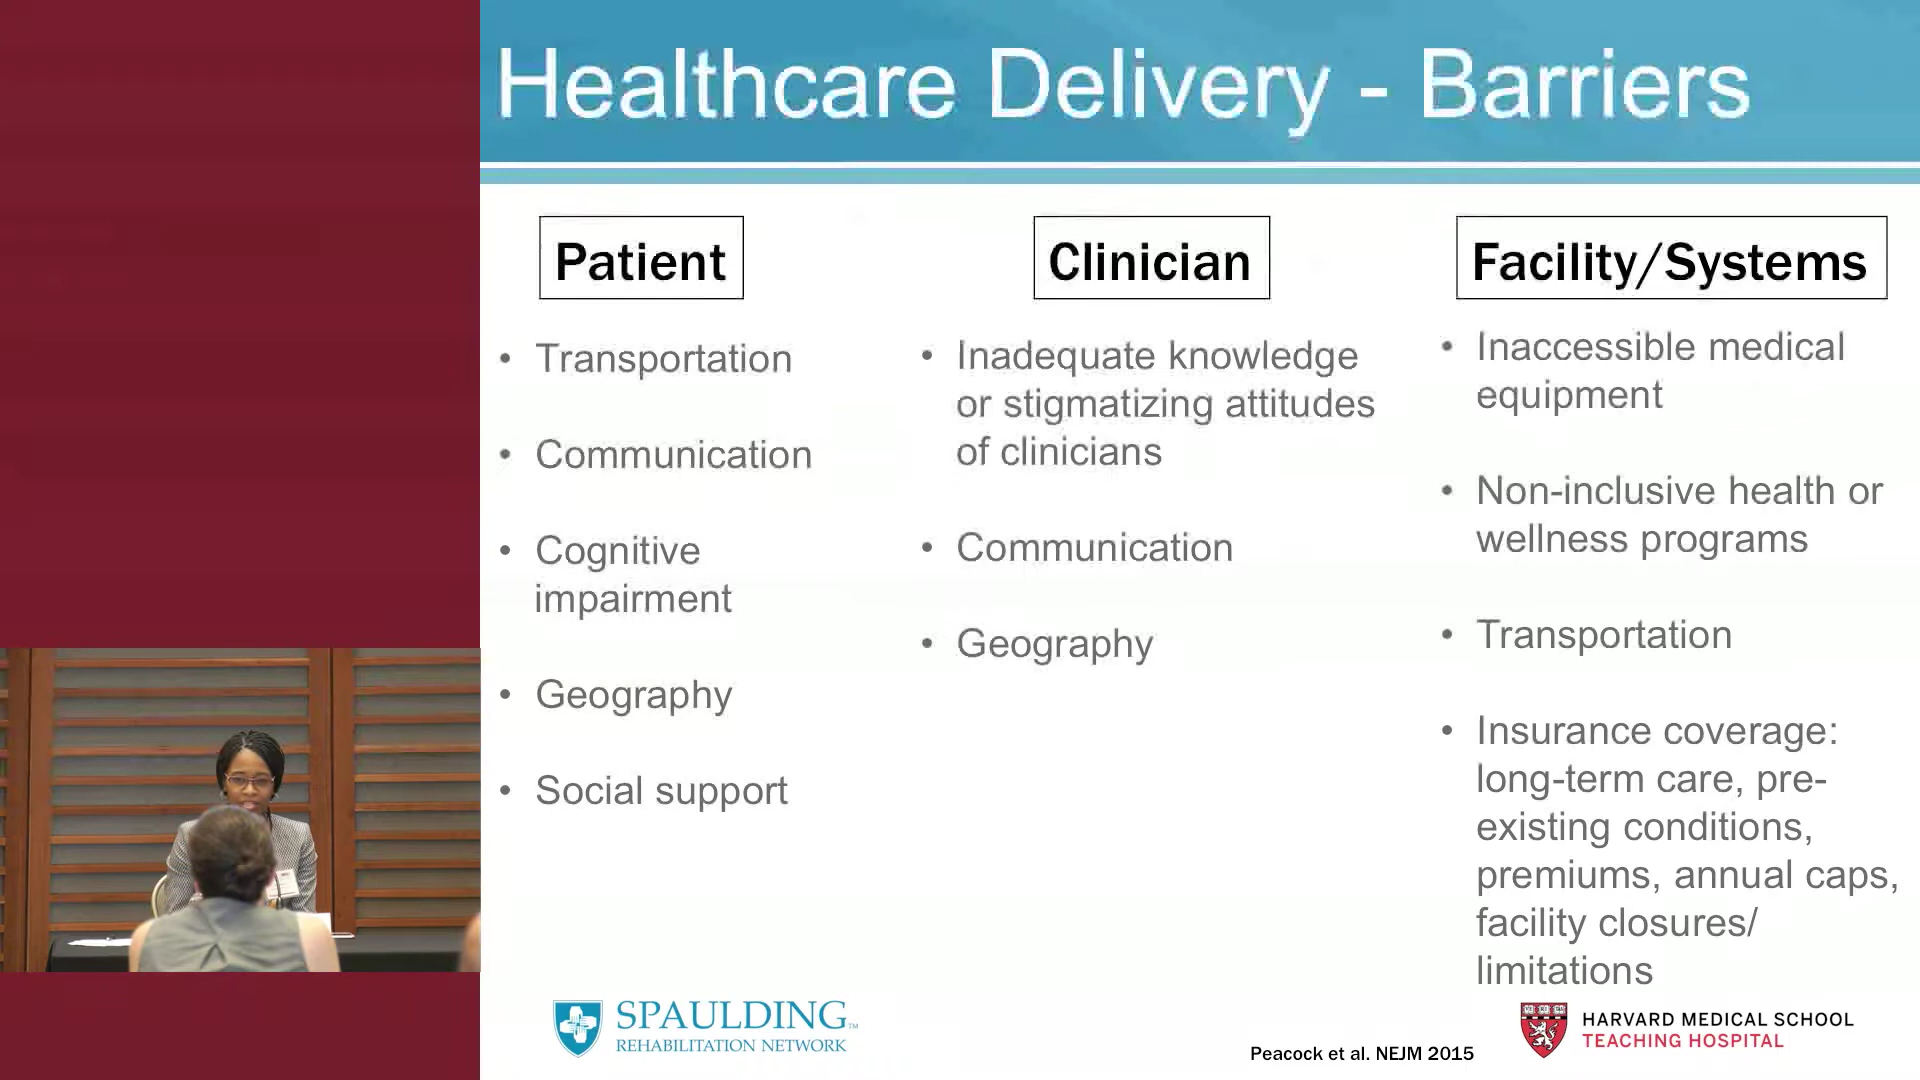 Healthcare Delivery - Barriers
Patient
• Transportation
• Communication
• Cognitive
impairment
• Geography
• Social support
Clinician
• Inadequate knowledge
or stigmatizing attitudes
of clinicians
• Communication
• Geography
Facility/Systems
• Inaccessible medical
equipment
• Non-inclusive health or
wellness programs
• Transportation
• Insurance coverage:
long-term care, pre-
existing conditions,
premiums, annual caps,
facility closures/
limitations
SPAULDING™
REHABILITATION NETWORK
Peacock et al. NEJM 2015
HARVARD MEDICAL SCHOOL
TEACHING HOSPITAL